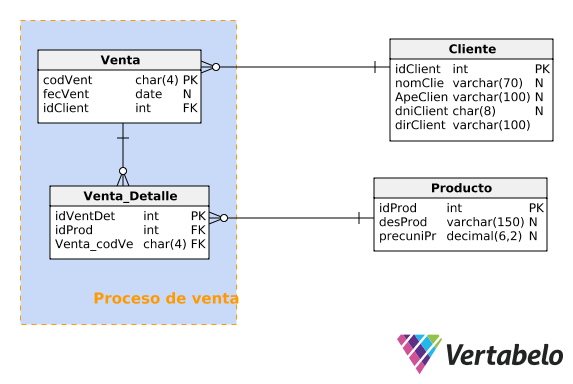 Venta
codVent char(4) PK
fecVent date N
idClient int FK
Cliente
idClient int PK
nomClie varchar(70) N
ApeClien varchar(100) N
dniClient char(8) N
dirClient varchar(100)
Venta_Detalle
idVentDet int PK
idProd int FK
Venta_codVe char(4) FK
Producto
idProd int PK
desProd varchar(150) N
precuniPr decimal(6,2) N
Proceso de venta
Vertabelo